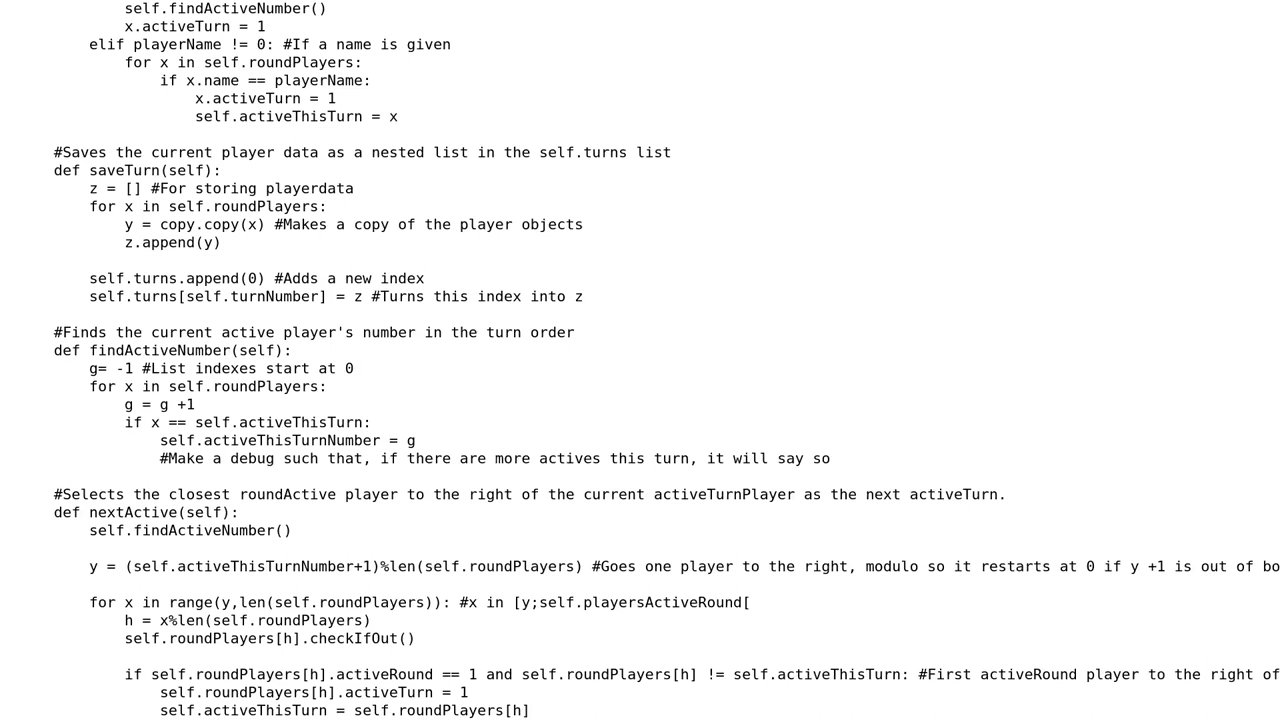 self.findActiveNumber()
x.activeTurn = 1
elif playerName != 0: #If a name is given
for x in self.roundPlayers:
if x.name == playerName:
x.activeTurn = 1
self.activeThisTurn = x
#Saves the current player data as a nested list in the self.turns list
def saveTurn(self):
z = [] #For storing playerdata
for x in self.roundPlayers:
y = copy.copy(x) #Makes a copy of the player objects
z.append(y)
self.turns.append(0) #Adds a new index
self.turns[self.turnNumber] = z #Turns this index into z
#Finds the current active player's number in the turn order
def findActiveNumber(self):
g= -1 #List indexes start at 0
for x in self.roundPlayers:
g = g +1
if x == self.activeThisTurn:
self.activeThisTurnNumber = g
#Make a debug such that, if there are more actives this turn, it will say so
#Selects the closest roundActive player to the right of the current activeTurnPlayer as the next activeTurn.
def nextActive(self):
self.findActiveNumber()
y = (self.activeThisTurnNumber+1)%len(self.roundPlayers) #Goes one player to the right, modulo so it restarts at 0 if y +1 is out of bo
for x in range(y,len(self.roundPlayers)): #x in [y;self.playersActiveRound[
h = x%len(self.roundPlayers)
self.roundPlayers[h].checkIfOut()
if self.roundPlayers[h].activeRound == 1 and self.roundPlayers[h] != self.activeThisTurn: #First activeRound player to the right of
self.roundPlayers[h].activeTurn = 1
self.activeThisTurn = self.roundPlayers[h]